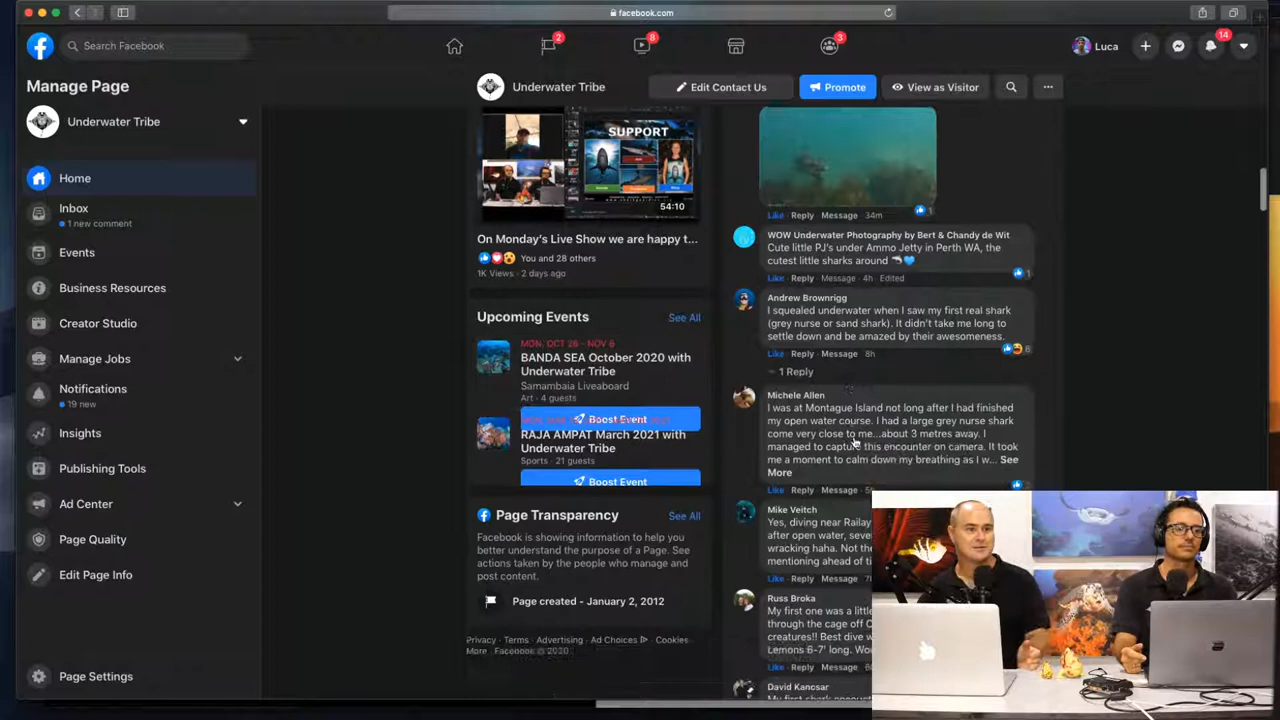 facebook.com
Search Facebook
2
8
3
Luca
14
Manage Page
Underwater Tribe
Home
Inbox
1 new comment
Events
Business Resources
Creator Studio
Manage Jobs
Notifications
19 new
Insights
Publishing Tools
Ad Center
Page Quality
Edit Page Info
Page Settings
Underwater Tribe
Edit Contact Us
Promote
View as Visitor
SUPPORT
54:10
On Monday's Live Show we are happy t...
You and 28 others
1K Views · 2 days ago
Upcoming Events
See All
MON, OCT 26 - NOV 6
BANDA SEA October 2020 with
Underwater Tribe
Samambaia Liveaboard
Art · 4 guests
Boost Event
RAJA AMPAT March 2021 with
Underwater Tribe
Sports · 21 guests
Boost Event
Page Transparency
See All
Facebook is showing information to help you
better understand the purpose of a Page. See
actions taken by the people who manage and
post content.
Page created - January 2, 2012
Privacy · Terms · Advertising · Ad Choices · Cookies ·
More · Facebook © 2020
Like · Reply · Message · 34m
1
WOW Underwater Photography by Bert & Chandy de Wit
Cute little PJ's under Ammo Jetty in Perth WA, the
cutest little sharks around
1
Like · Reply · Message · 4h · Edited
Andrew Brownrigg
I squealed underwater when I saw my first real shark
(grey nurse or sand shark). It didn't take me long to
settle down and be amazed by their awesomeness.
6
Like · Reply · Message · 8h
1 Reply
Michele Allen
I was at Montague Island not long after I had finished
my open water course. I had a large grey nurse shark
come very close to me...about 3 metres away. I
managed to capture this encounter on camera. It took
me a moment to calm down my breathing as I w... See
More
Like · Reply · Message
Mike Veitch
Yes, diving near Railay
after open water, seve
wracking haha. Not the
mentioning ahead of ti
Like · Reply · Message
Russ Broka
My first one was a little
through the cage off C
creatures!! Best dive w
Lemons 6-7' long. Wo
Like · Reply · Message
David Kancsar
My first shark encount